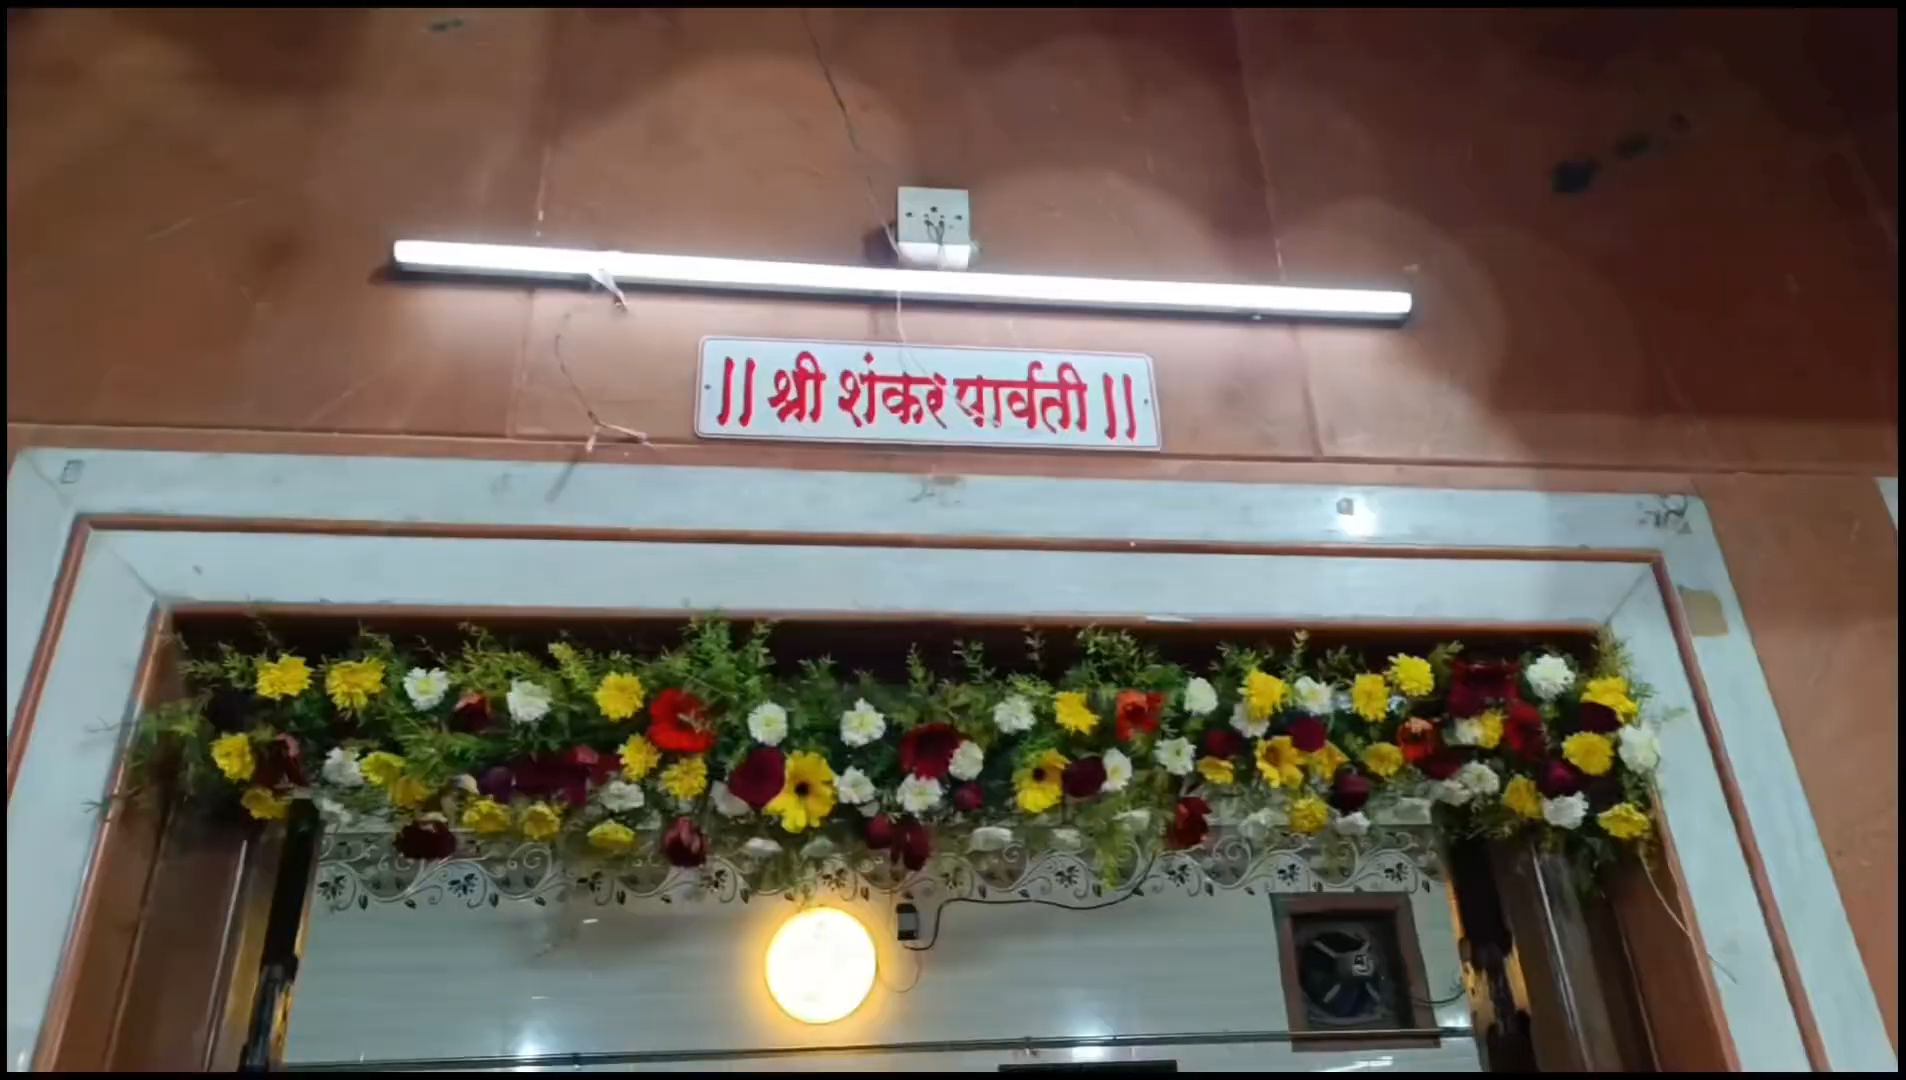 || श्री शंकर पार्वती ||